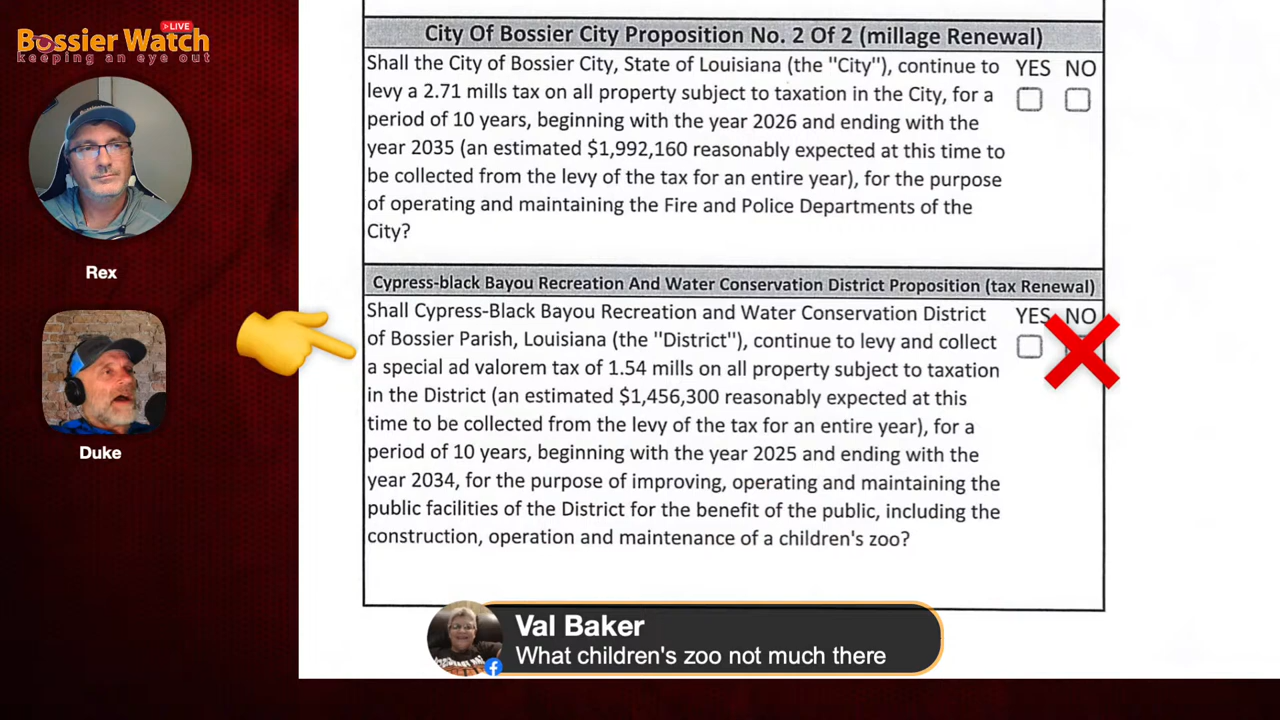 LIVE
Bossier Watch
keeping an eye out
Rex
Duke
City Of Bossier City Proposition No. 2 Of 2 (millage Renewal)
Shall the City of Bossier City, State of Louisiana (the "City"), continue to
levy a 2.71 mills tax on all property subject to taxation in the City, for a
period of 10 years, beginning with the year 2026 and ending with the
year 2035 (an estimated $1,992,160 reasonably expected at this time to
be collected from the levy of the tax for an entire year), for the purpose
of operating and maintaining the Fire and Police Departments of the
City?
YES NO
Cypress-black Bayou Recreation And Water Conservation District Proposition (tax Renewal)
Shall Cypress-Black Bayou Recreation and Water Conservation District
of Bossier Parish, Louisiana (the "District"), continue to levy and collect
a special ad valorem tax of 1.54 mills on all property subject to taxation
in the District (an estimated $1,456,300 reasonably expected at this
time to be collected from the levy of the tax for an entire year), for a
period of 10 years, beginning with the year 2025 and ending with the
year 2034, for the purpose of improving, operating and maintaining the
public facilities of the District for the benefit of the public, including the
construction, operation and maintenance of a children's zoo?
YES NO
Val Baker
What children's zoo not much there